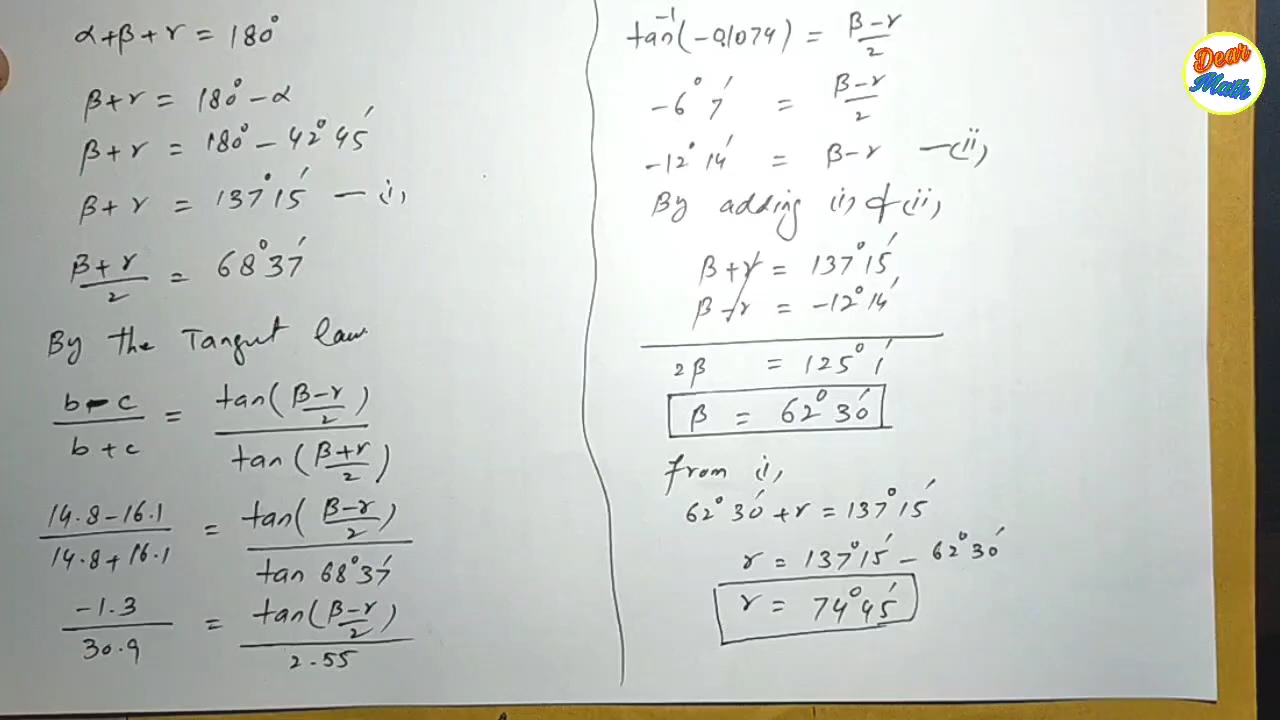 α+β+γ = 180°
β+γ = 180° - α
β+γ = 180° - 42° 45'
β+γ = 137° 15' — (i)
β+γ/2 = 68° 37'
By the Tangent law
b-c/b+c = tan(β-γ/2)/tan(β+γ/2)
14.8-16.1/14.8+16.1 = tan(β-γ/2)/tan 68° 37'
-1.3/30.9 = tan(β-γ/2)/2.55
tan⁻¹(-0.1074) = β-γ/2
-6° 7' = β-γ/2
-12° 14' = β-γ — (ii)
By adding (i) & (ii)
β+γ = 137° 15'
β-γ = -12° 14'
2β = 125° 1'
β = 62° 30'
from (i)
62° 30' + γ = 137° 15'
γ = 137° 15' - 62° 30'
γ = 74° 45'
Dear
Math